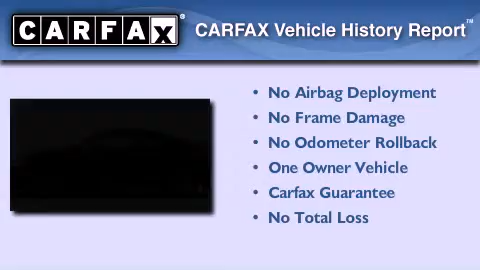 CARFAX® CARFAX Vehicle History Report™
• No Airbag Deployment
• No Frame Damage
• No Odometer Rollback
• One Owner Vehicle
• Carfax Guarantee
• No Total Loss